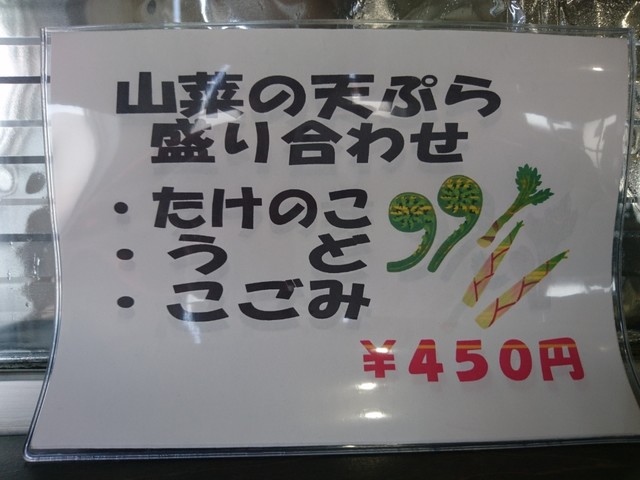 山菜の天ぷら
盛り合わせ
・たけのこ
・う　ど
・こごみ
¥450円